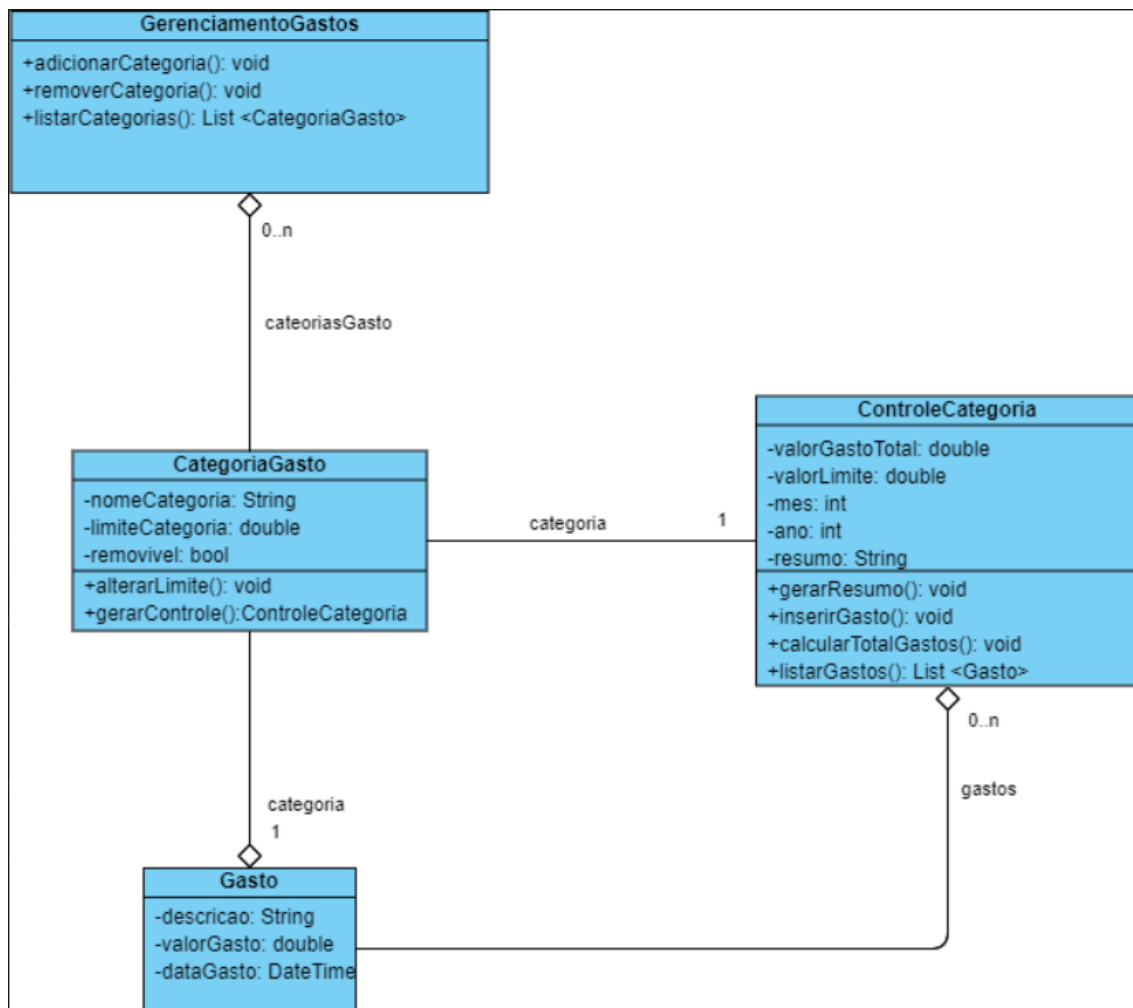 GerenciamentoGastos
+adicionarCategoria(): void
+removerCategoria(): void
+listarCategorias(): List <CategoriaGasto>
0..n
cateoriasGasto
CategoriaGasto
-nomeCategoria: String
-limiteCategoria: double
-removivel: bool
+alterarLimite(): void
+gerarControle():ControleCategoria
categoria
1
ControleCategoria
-valorGastoTotal: double
-valorLimite: double
-mes: int
-ano: int
-resumo: String
+gerarResumo(): void
+inserirGasto(): void
+calcularTotalGastos(): void
+listarGastos(): List <Gasto>
0..n
gastos
categoria
1
Gasto
-descricao: String
-valorGasto: double
-dataGasto: DateTime